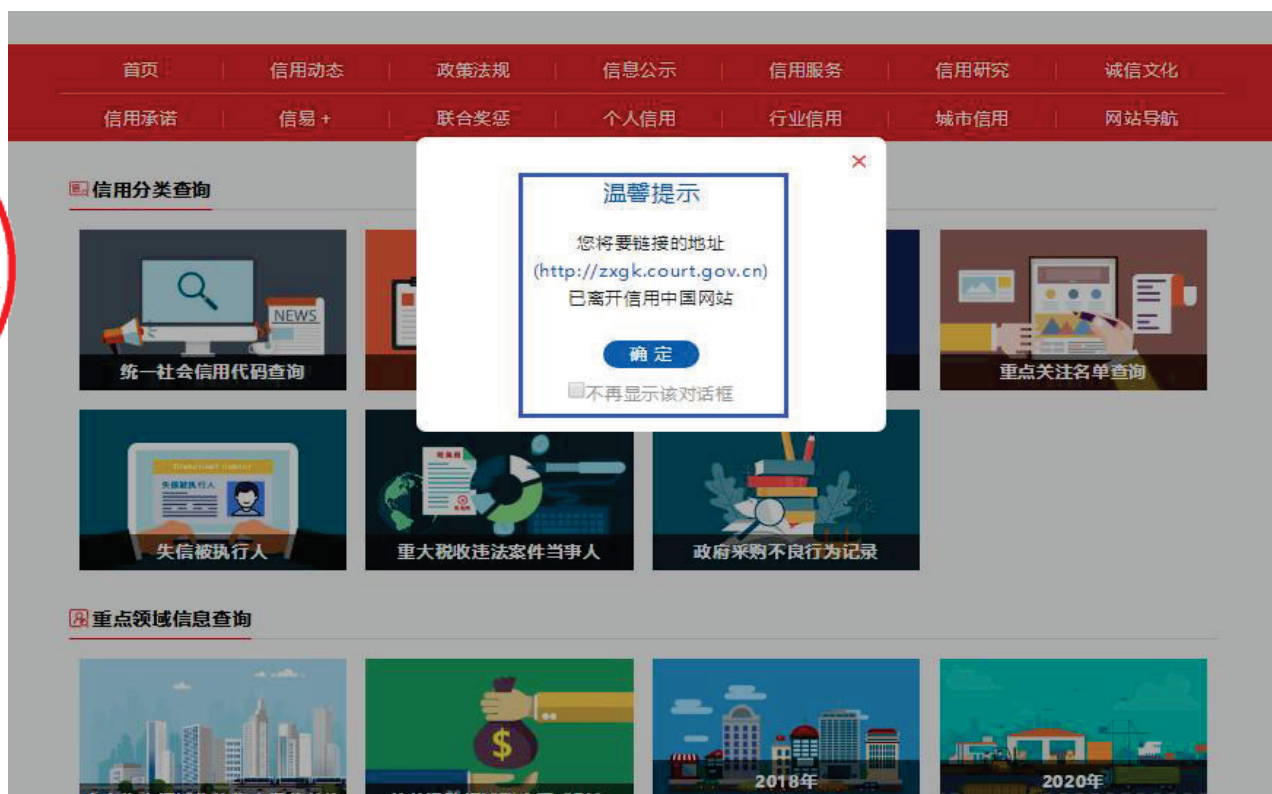 首页 信用动态 政策法规 信息公示 信用服务 信用研究 诚信文化
信用承诺 信易+ 联合奖惩 个人信用 行业信用 城市信用 网站导航
信用分类查询
温馨提示
您将要链接的地址
(http://zxgk.court.gov.cn)
已离开信用中国网站
确定
不再显示该对话框
NEWS
统一社会信用代码查询
重点关注名单查询
失信被执行人
失信被执行人
重大税收违法案件当事人
政府采购不良行为记录
重点领域信息查询
2018年
2020年